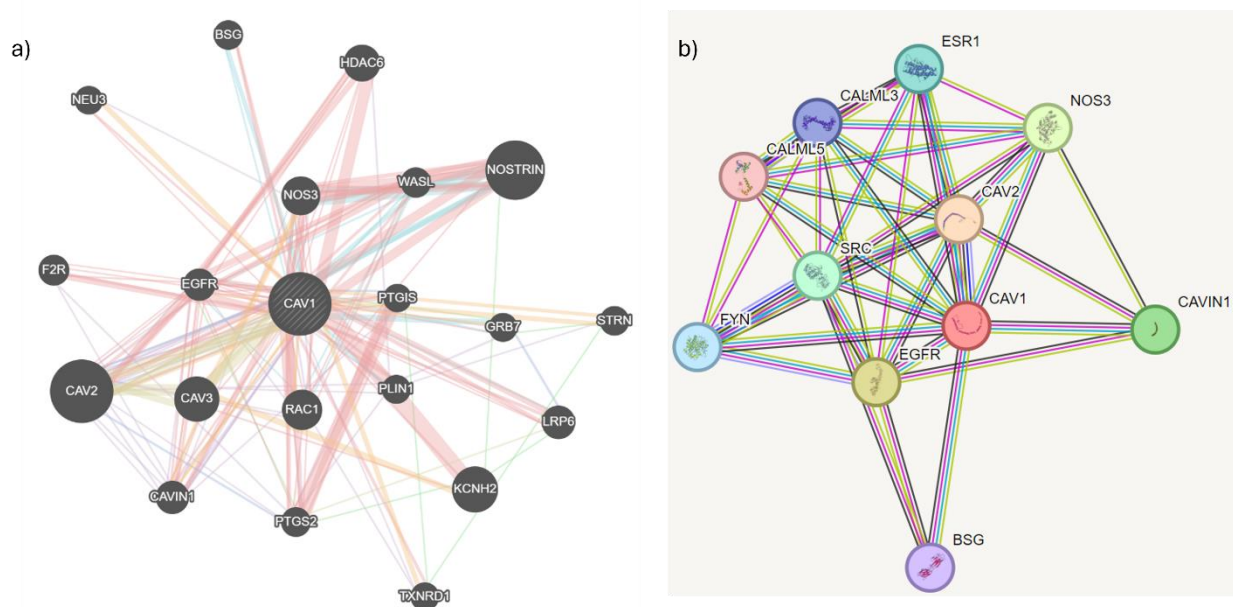 a)
BSG
HDAC6
NEU3
NOSTRIN
WASL
NOS3
F2R
EGFR
CAV1
PTGIS
GRB7
STRN
CAV2
CAV3
RAC1
PLIN1
LRP6
CAVIN1
KCNH2
PTGS2
TXNRD1
b)
ESR1
CALML3
NOS3
CALML5
CAV2
SRC
CAV1
CAVIN1
FYN
EGFR
BSG